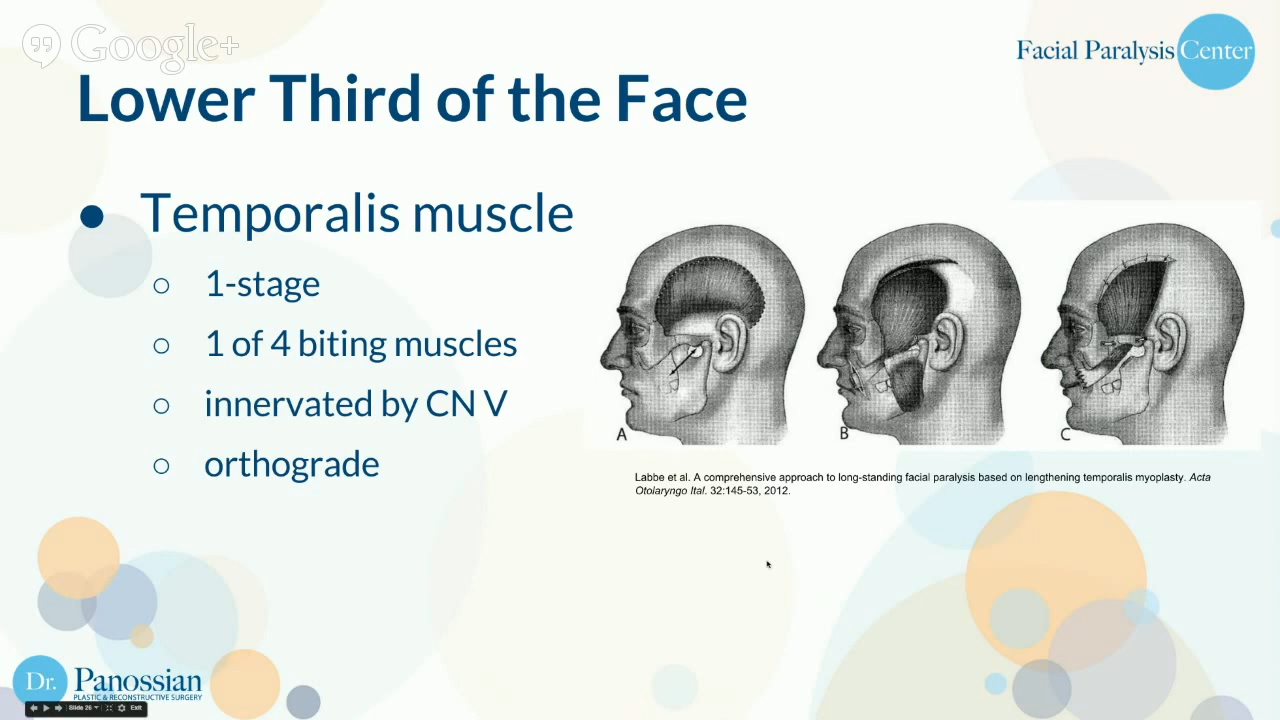 Google+
Facial Paralysis Center
Lower Third of the Face
● Temporalis muscle
○ 1-stage
○ 1 of 4 biting muscles
○ innervated by CN V
○ orthograde
A
B
C
Labbe et al. A comprehensive approach to long-standing facial paralysis based on lengthening temporalis myoplasty. Acta
Otolaryngo Ital. 32:145-53, 2012.
Dr. Panossian
PLASTIC & RECONSTRUCTIVE SURGERY
Slide 26
Exit